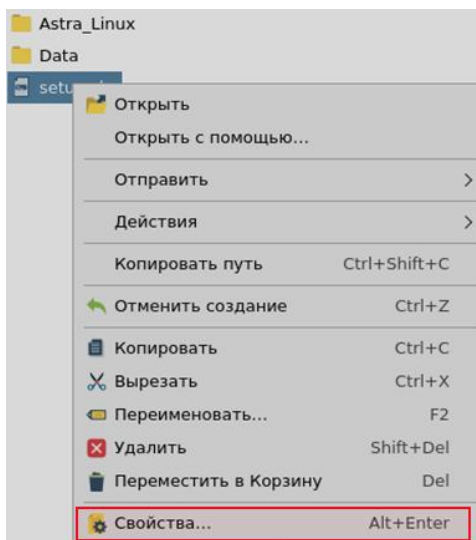 Astra_Linux
Data
Открыть
Открыть с помощью...
Отправить
Действия
Копировать путь Ctrl+Shift+C
Отменить создание Ctrl+Z
Копировать Ctrl+C
Вырезать Ctrl+X
Переименовать... F2
Удалить Shift+Del
Переместить в Корзину Del
Свойства... Alt+Enter